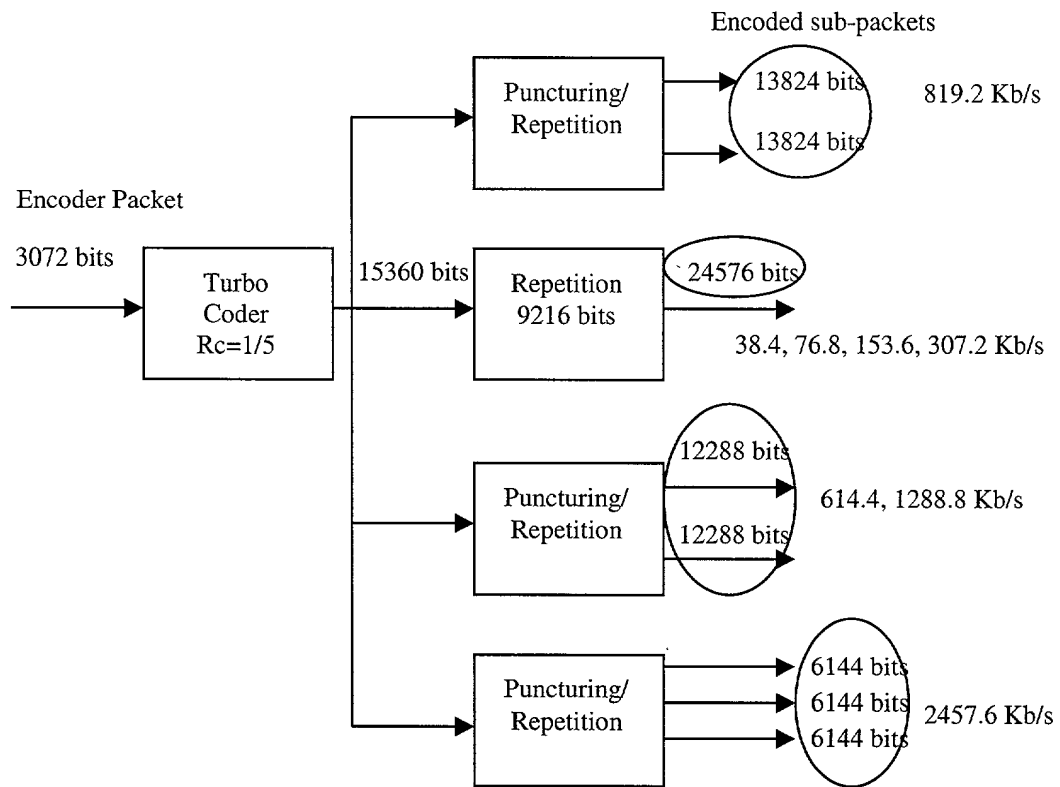 Encoded sub-packets
Puncturing/
Repetition
13824 bits
13824 bits
819.2 Kb/s
Encoder Packet
3072 bits
Turbo
Coder
Rc=1/5
15360 bits
Repetition
9216 bits
24576 bits
38.4, 76.8, 153.6, 307.2 Kb/s
Puncturing/
Repetition
12288 bits
12288 bits
614.4, 1288.8 Kb/s
Puncturing/
Repetition
6144 bits
6144 bits
6144 bits
2457.6 Kb/s